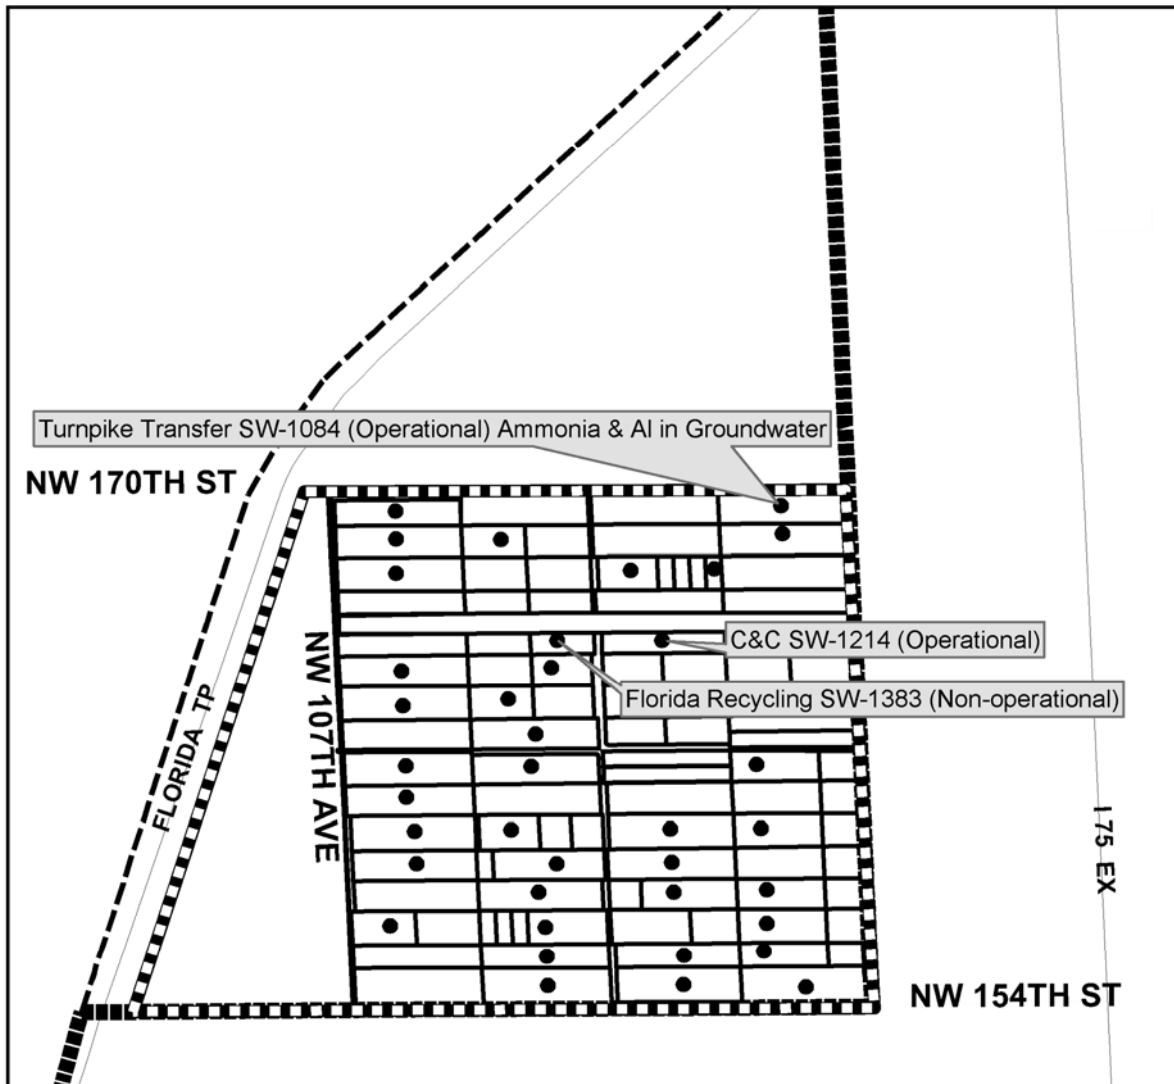 Turnpike Transfer SW-1084 (Operational) Ammonia & Al in Groundwater
NW 170TH ST
C&C SW-1214 (Operational)
Florida Recycling SW-1383 (Non-operational)
NW 107TH AVE
FLORIDA TP
I 75 EX
NW 154TH ST